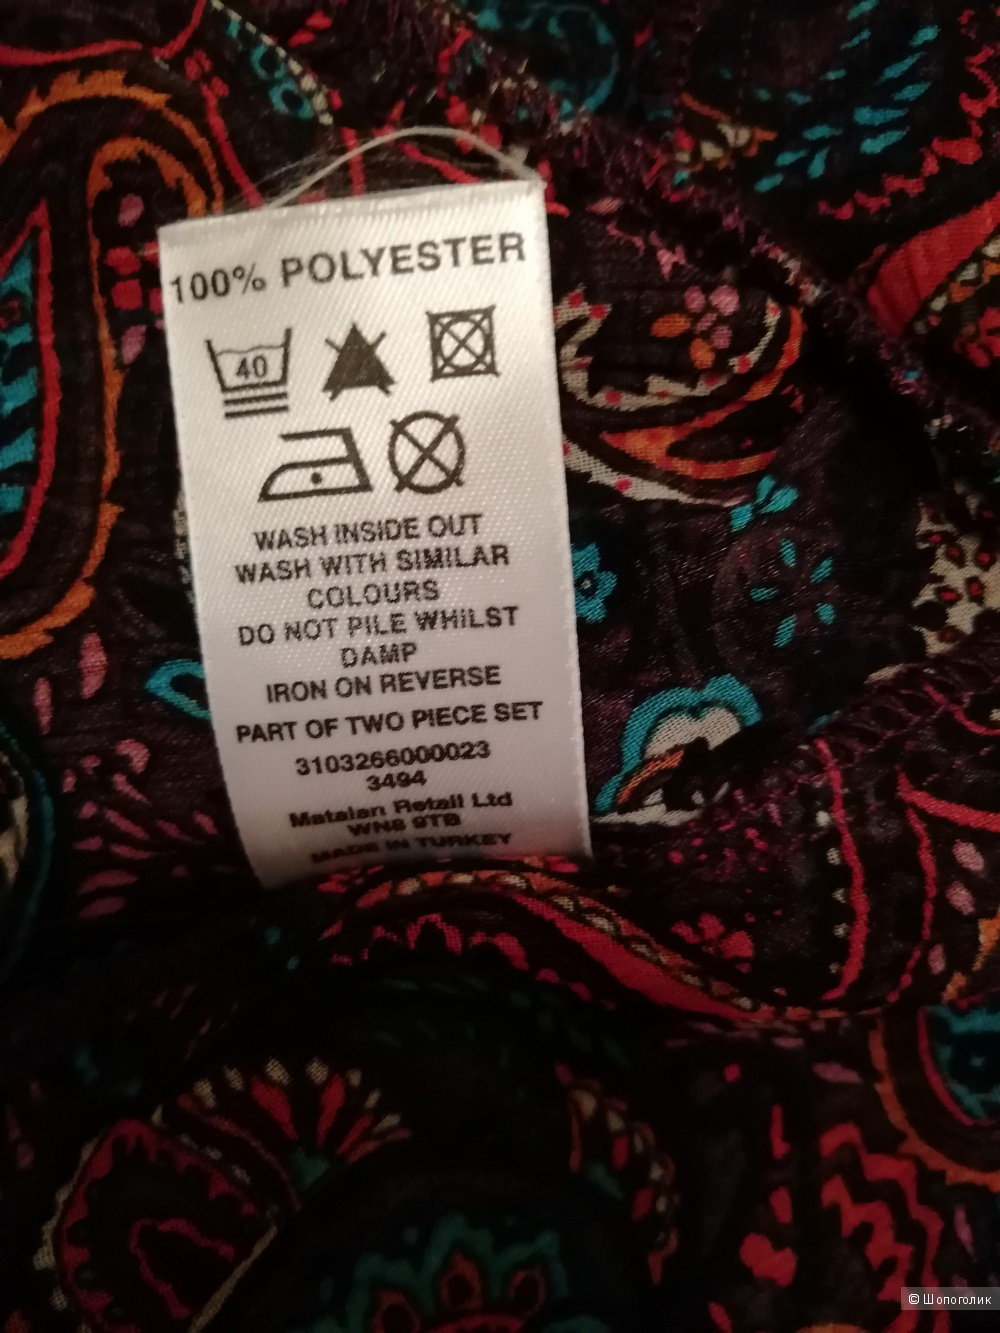 100% POLYESTER
40
WASH INSIDE OUT
WASH WITH SIMILAR
COLOURS
DO NOT PILE WHILST
DAMP
IRON ON REVERSE
PART OF TWO PIECE SET
3103266000023
3494
Matalan Retail Ltd
WN8 9TB
MADE IN TURKEY
© Шопоголик